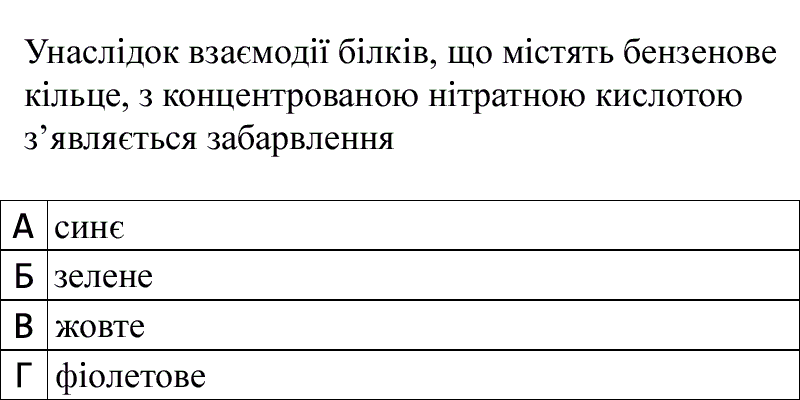 Унаслідок взаємодії білків, що містять бензенове
кільце, з концентрованою нітратною кислотою
з’являється забарвлення
А синє
Б зелене
В жовте
Г фіолетове